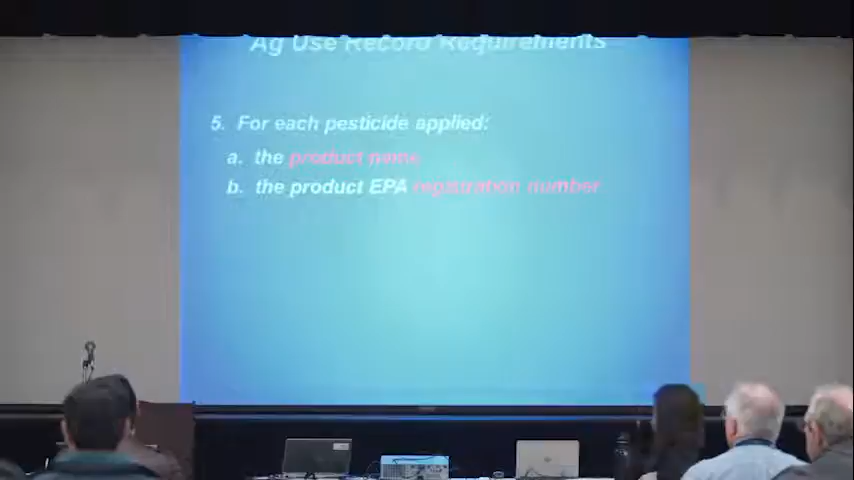 Ag Use Record Requirements
5. For each pesticide applied:
a. the product name
b. the product EPA registration number